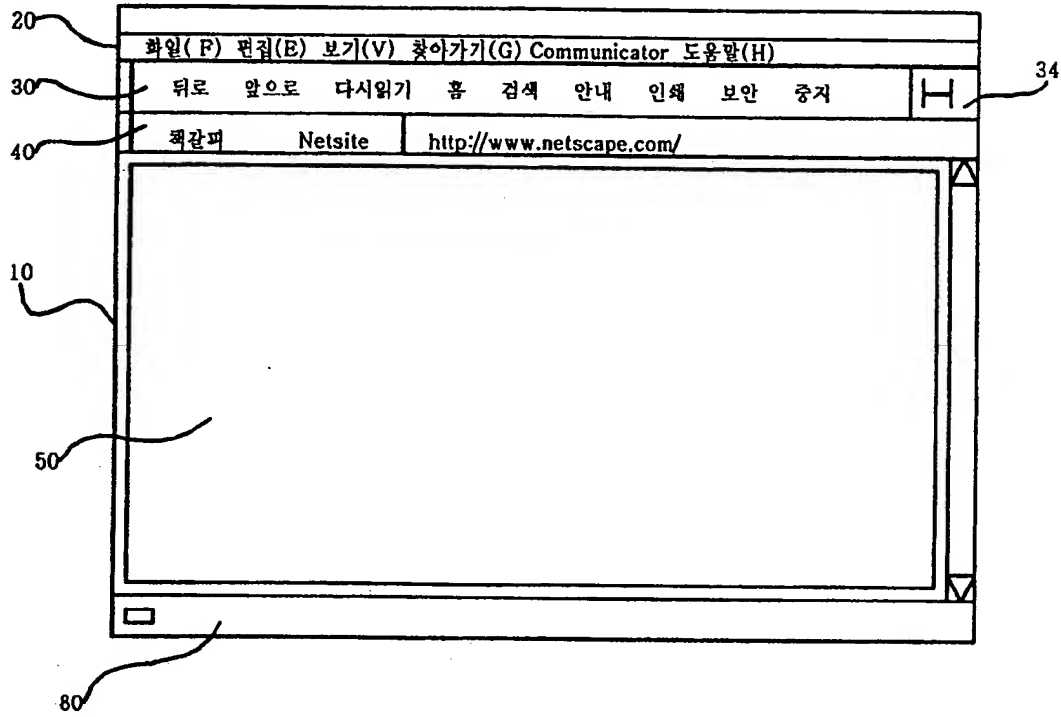 20
화일( F) 편집(E) 보기(V) 찾아가기(G) Communicator 도움말(H)
30 뒤로 앞으로 다시읽기 홈 검색 안내 인쇄 보안 중지 34
40 책갈피 Netsite http://www.netscape.com/
10
50
80